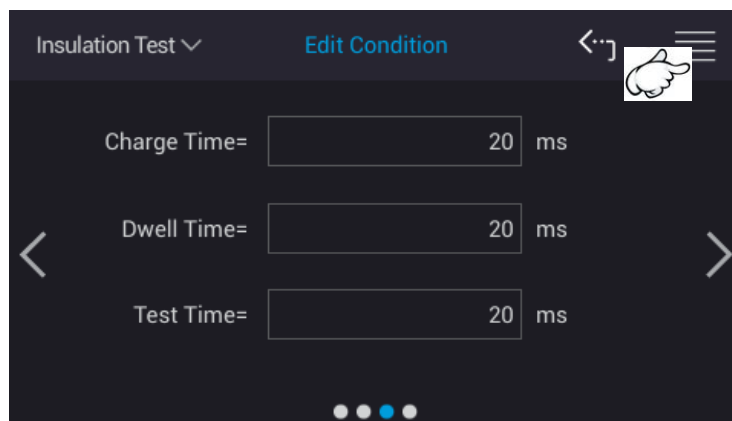 Insulation Test Edit Condition
Charge Time= 20 ms
Dwell Time= 20 ms
Test Time= 20 ms